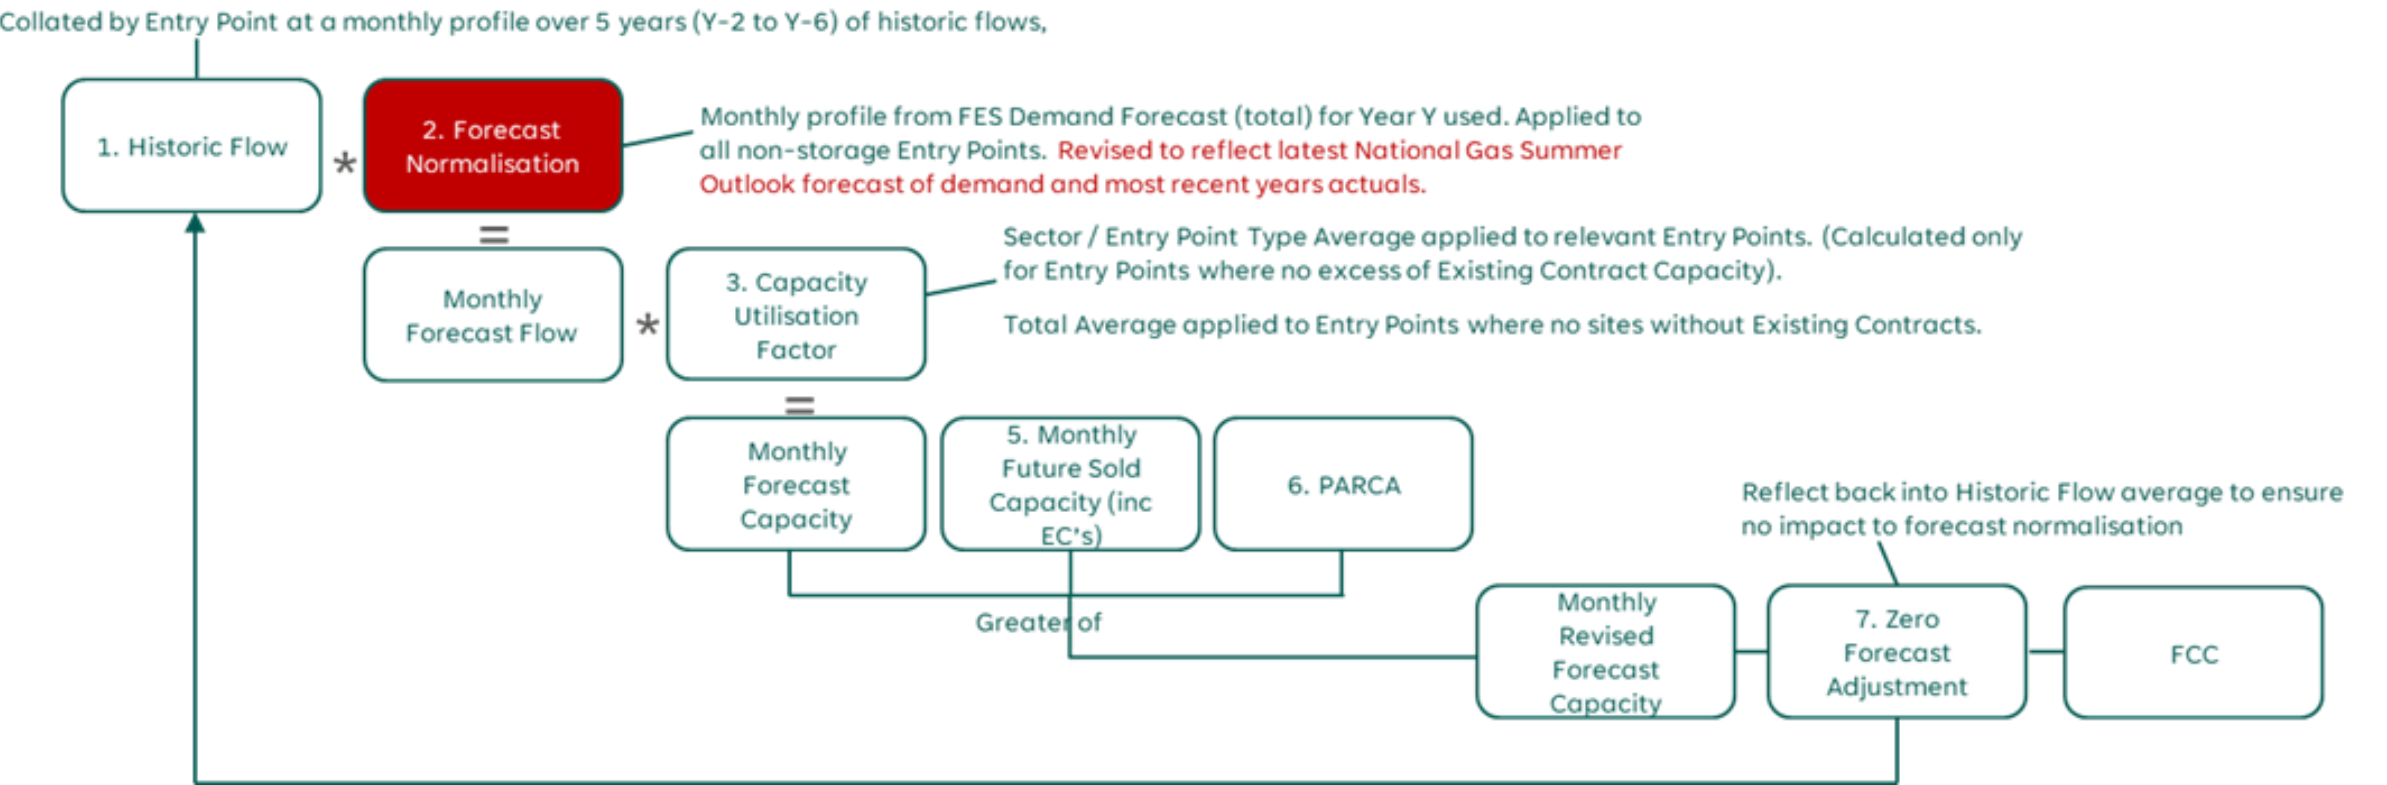 Collated by Entry Point at a monthly profile over 5 years (Y-2 to Y-6) of historic flows,
1. Historic Flow
*
2. Forecast
Normalisation
Monthly profile from FES Demand Forecast (total) for Year Y used. Applied to
all non-storage Entry Points. Revised to reflect latest National Gas Summer
Outlook forecast of demand and most recent years actuals.
=
Monthly
Forecast Flow
*
3. Capacity
Utilisation
Factor
Sector / Entry Point Type Average applied to relevant Entry Points. (Calculated only
for Entry Points where no excess of Existing Contract Capacity).
Total Average applied to Entry Points where no sites without Existing Contracts.
=
Monthly
Forecast
Capacity
5. Monthly
Future Sold
Capacity (inc
EC's)
6. PARCA
Greater of
Monthly
Revised
Forecast
Capacity
Reflect back into Historic Flow average to ensure
no impact to forecast normalisation
7. Zero
Forecast
Adjustment
FCC